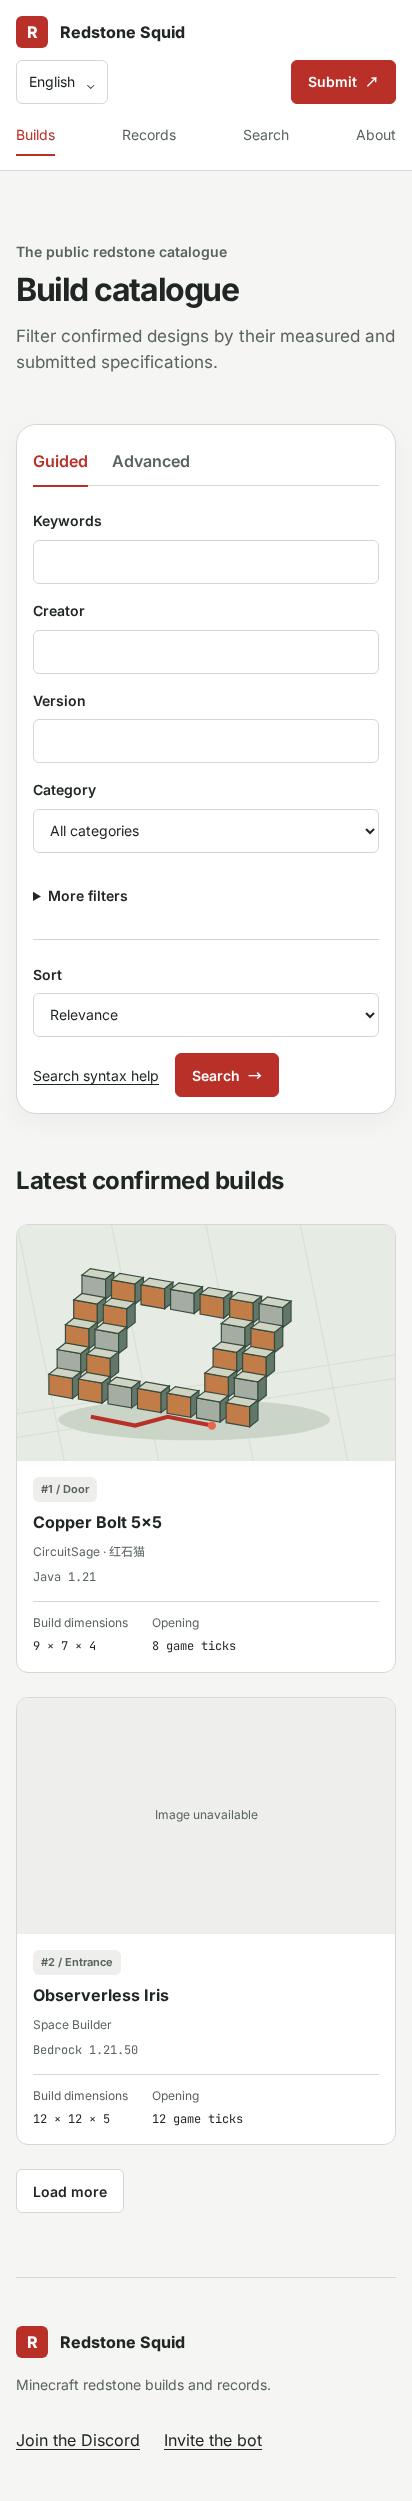 R Redstone Squid
English
Submit ↗
Builds Records Search About
The public redstone catalogue
Build catalogue
Filter confirmed designs by their measured and
submitted specifications.
Guided Advanced
Keywords
Creator
Version
Category
All categories
More filters
Sort
Relevance
Search syntax help
Search →
Latest confirmed builds
#1 / Door
Copper Bolt 5×5
CircuitSage · 红石猫
Java 1.21
Build dimensions Opening
9 × 7 × 4 8 game ticks
Image unavailable
#2 / Entrance
Observerless Iris
Space Builder
Bedrock 1.21.50
Build dimensions Opening
12 × 12 × 5 12 game ticks
Load more
R Redstone Squid
Minecraft redstone builds and records.
Join the Discord Invite the bot